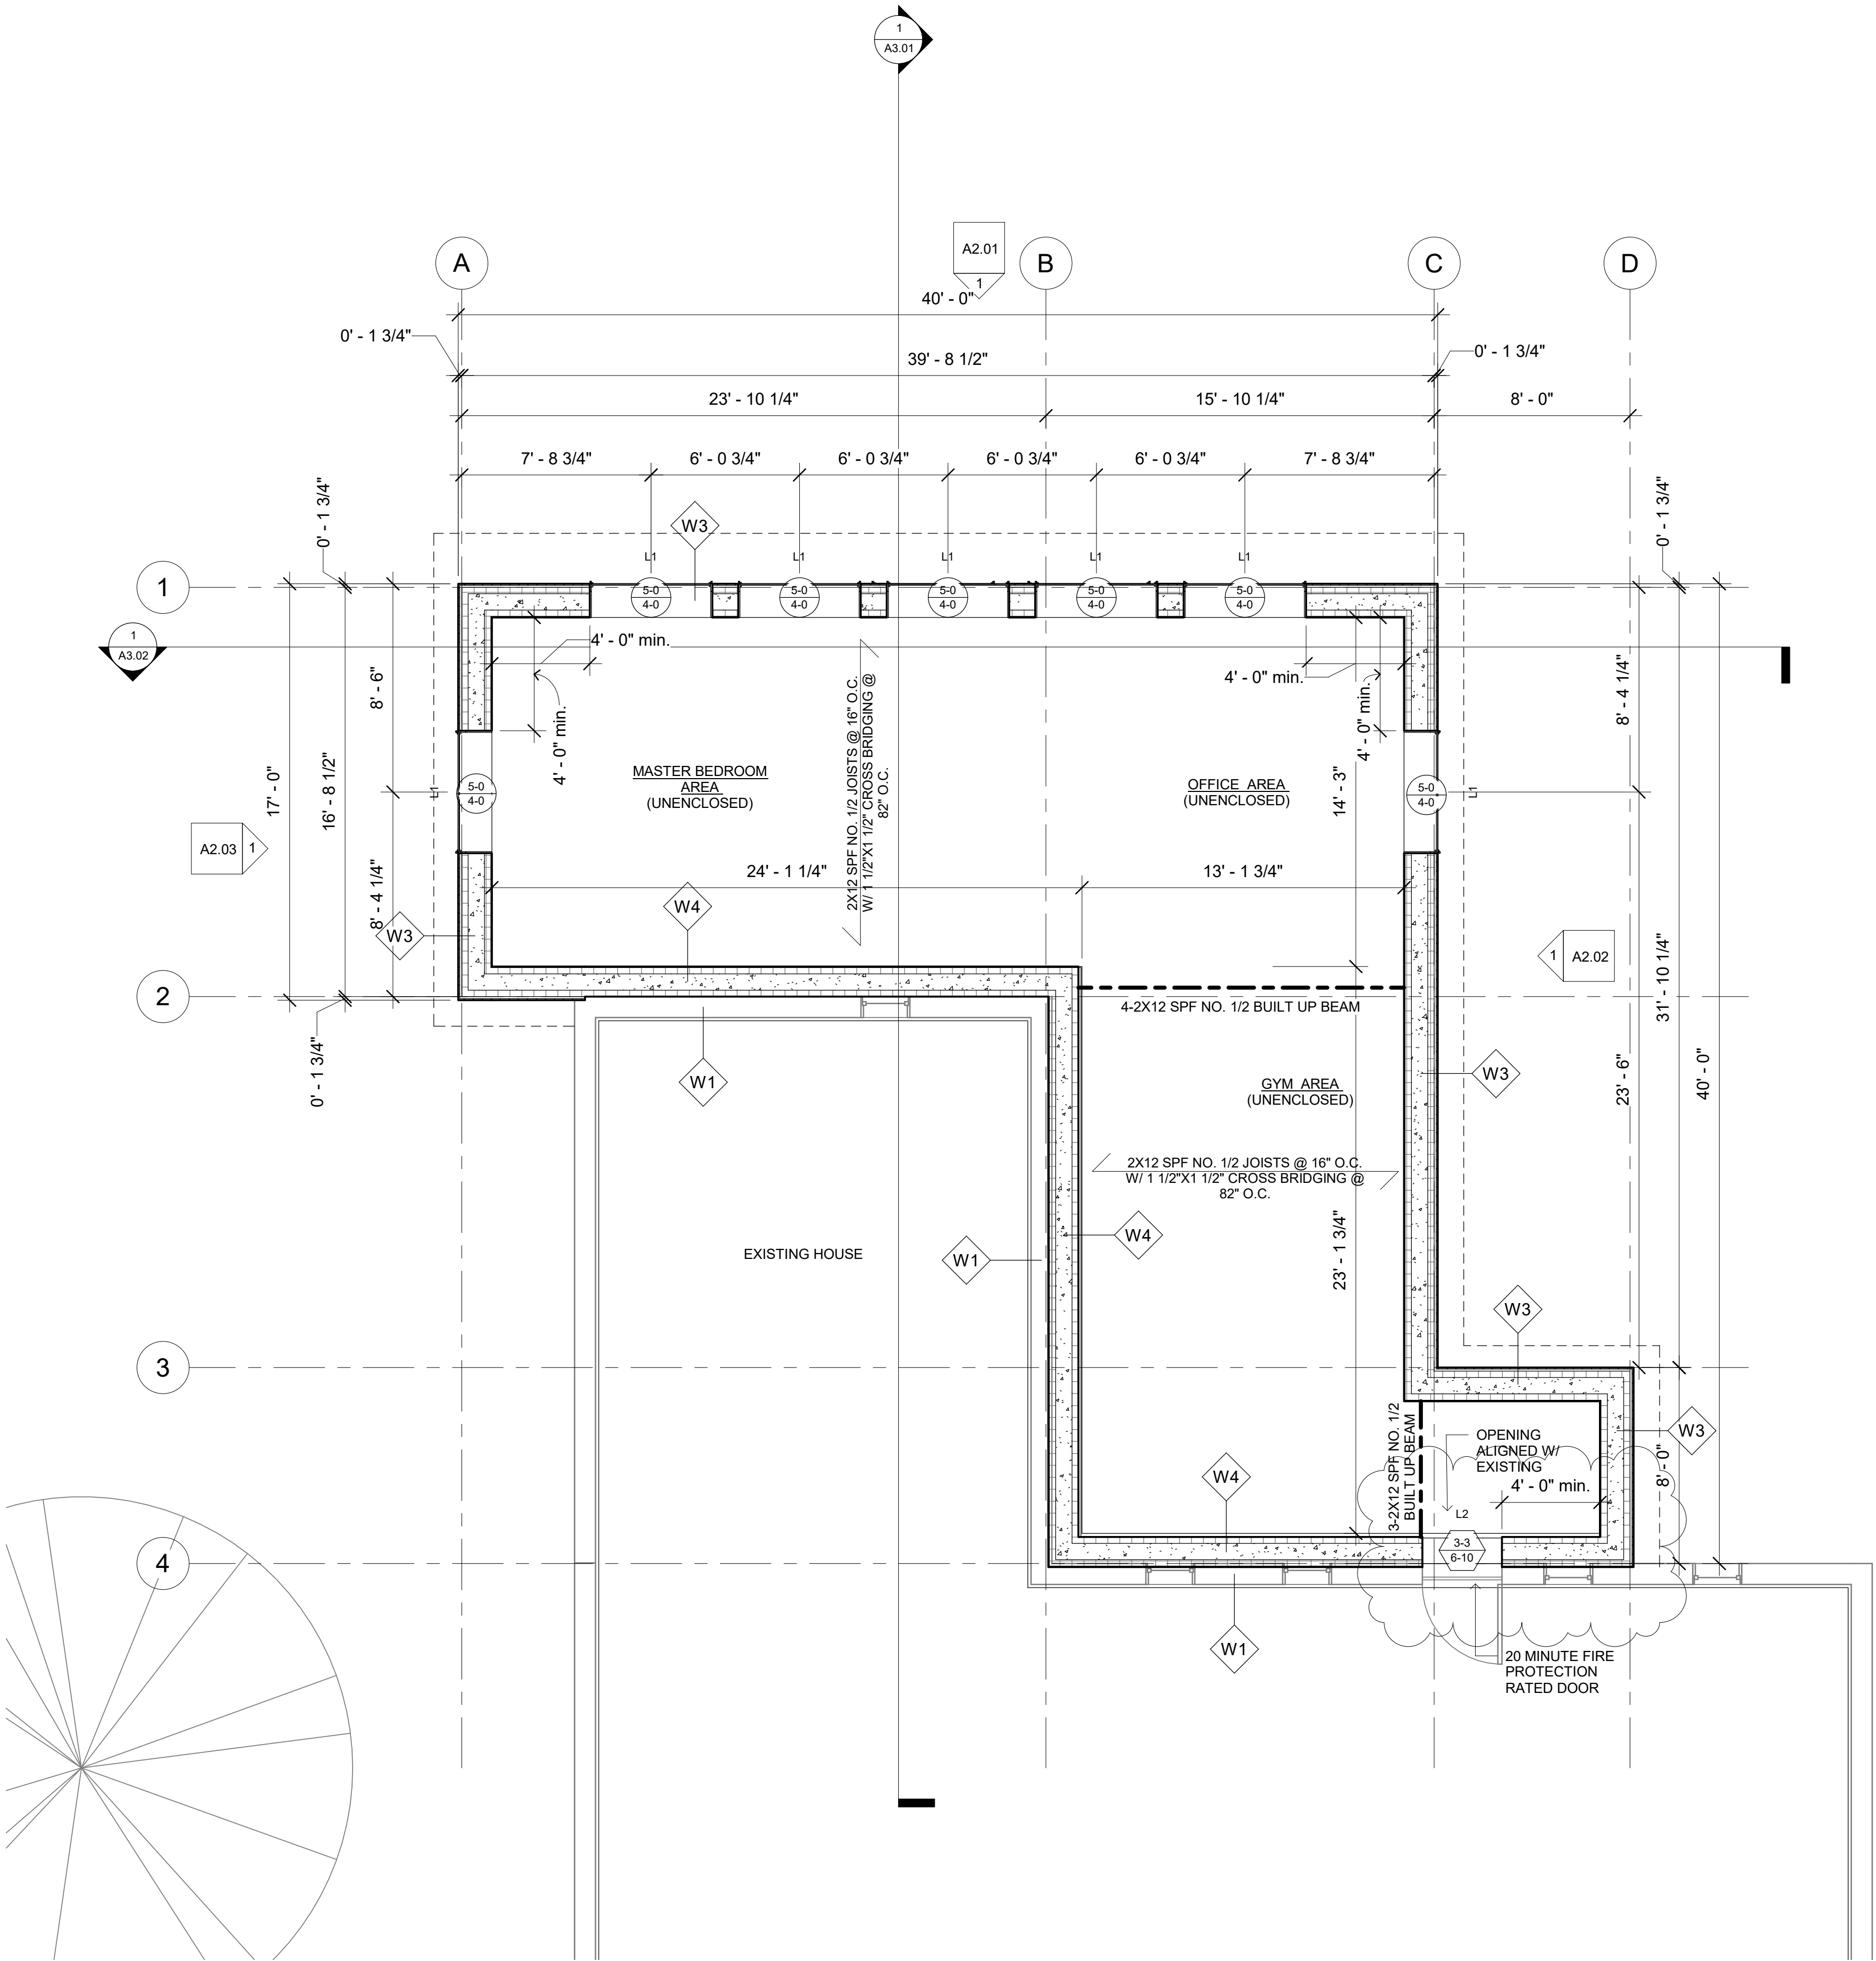 1
A3.01
A2.01
1
A
B
C
D
40' - 0"
0' - 1 3/4"
0' - 1 3/4"
39' - 8 1/2"
23' - 10 1/4"
15' - 10 1/4"
8' - 0"
7' - 8 3/4"
6' - 0 3/4"
6' - 0 3/4"
6' - 0 3/4"
6' - 0 3/4"
7' - 8 3/4"
0' - 1 3/4"
0' - 1 3/4"
W3
L1
L1
L1
L1
L1
1
5-0
4-0
5-0
4-0
5-0
4-0
5-0
4-0
5-0
4-0
1
A3.02
4' - 0" min.
4' - 0" min.
4' - 0" min.
4' - 0" min.
8' - 6"
8' - 4 1/4"
17' - 0"
16' - 8 1/2"
8' - 4 1/4"
L1
5-0
4-0
MASTER BEDROOM
AREA
(UNENCLOSED)
2X12 SPF NO. 1/2 JOISTS @ 16" O.C.
W/ 1 1/2"X1 1/2" CROSS BRIDGING @
82" O.C.
OFFICE AREA
(UNENCLOSED)
14' - 3"
5-0
4-0
L1
A2.03
1
24' - 1 1/4"
13' - 1 3/4"
W4
W3
1
A2.02
2
4-2X12 SPF NO. 1/2 BUILT UP BEAM
31' - 10 1/4"
0' - 1 3/4"
W1
23' - 6"
40' - 0"
W3
GYM AREA
(UNENCLOSED)
2X12 SPF NO. 1/2 JOISTS @ 16" O.C.
W/ 1 1/2"X1 1/2" CROSS BRIDGING @
82" O.C.
W4
EXISTING HOUSE
W1
23' - 1 3/4"
W3
3
3-2X12 SPF NO. 1/2
BUILT UP BEAM
OPENING
ALIGNED W/
EXISTING
W3
8' - 0"
4' - 0" min.
W4
L2
3-3
6-10
4
W1
20 MINUTE FIRE
PROTECTION
RATED DOOR